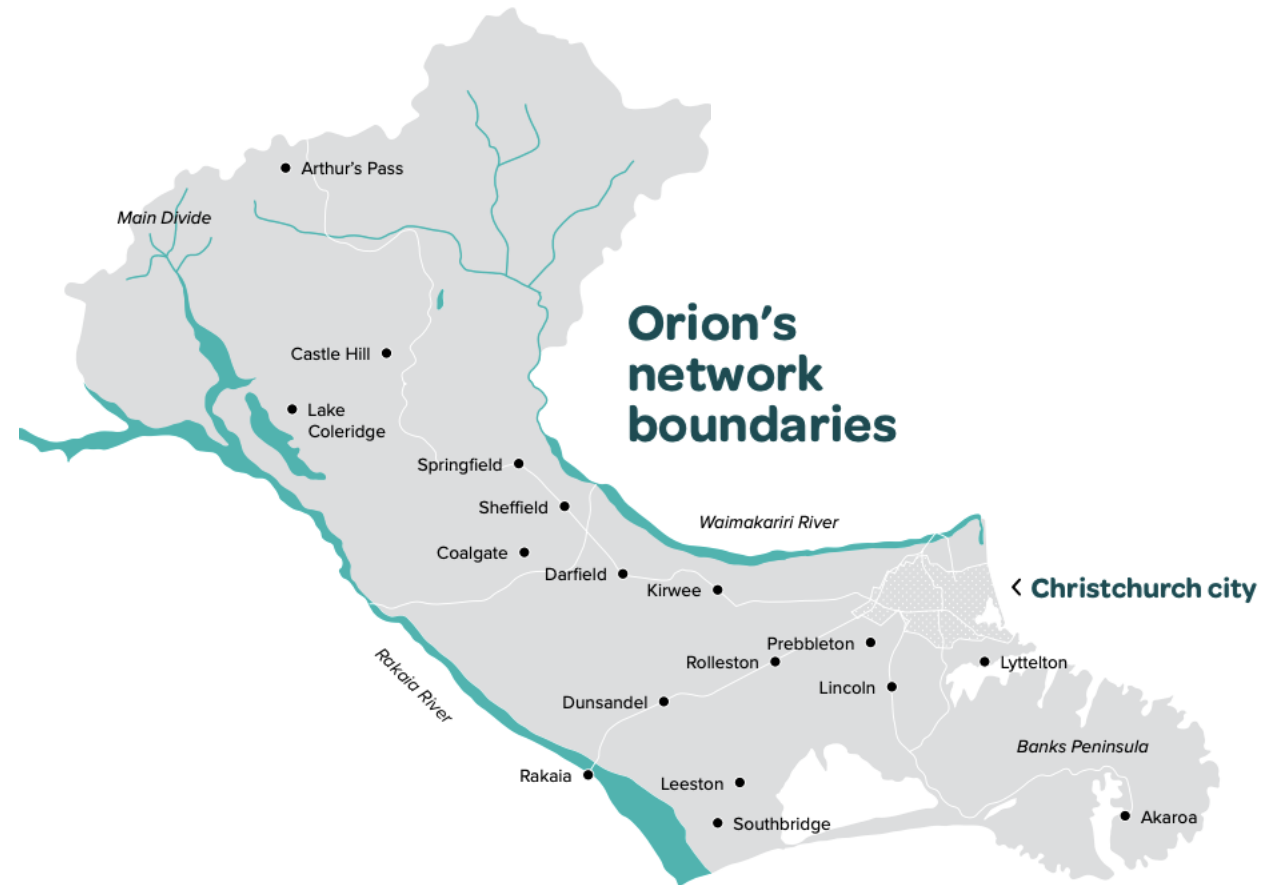 Arthur's Pass
Main Divide
Orion's
network
boundaries
Castle Hill
Lake
Coleridge
Springfield
Sheffield
Waimakariri River
Coalgate
Darfield
Kirwee
< Christchurch city
Prebbleton
Rolleston
Lyttelton
Rakaia River
Lincoln
Dunsandel
Banks Peninsula
Rakaia
Leeston
Southbridge
Akaroa